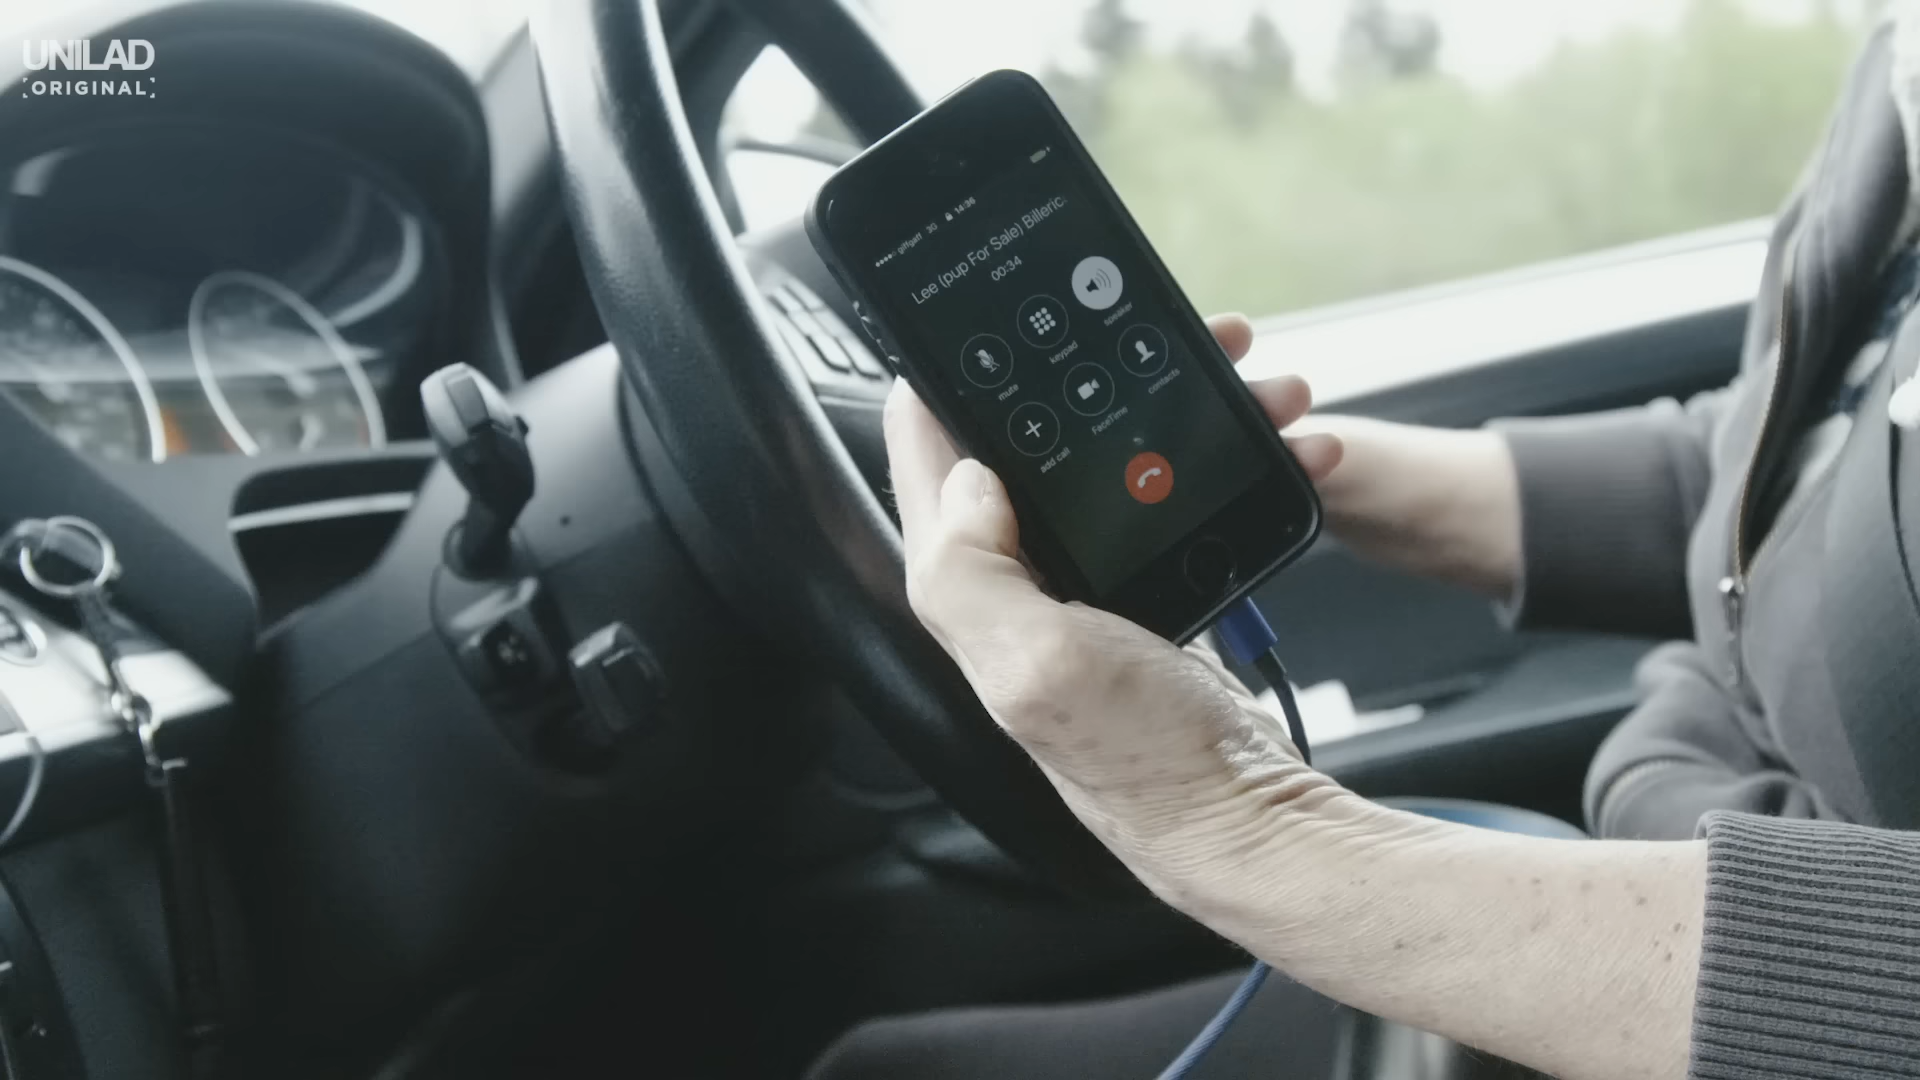 UNILAD
ORIGINAL
giffgaff 3G 14:36
Lee (pup For Sale) Billeric
00:34
mute
keypad
speaker
add call
FaceTime
contacts